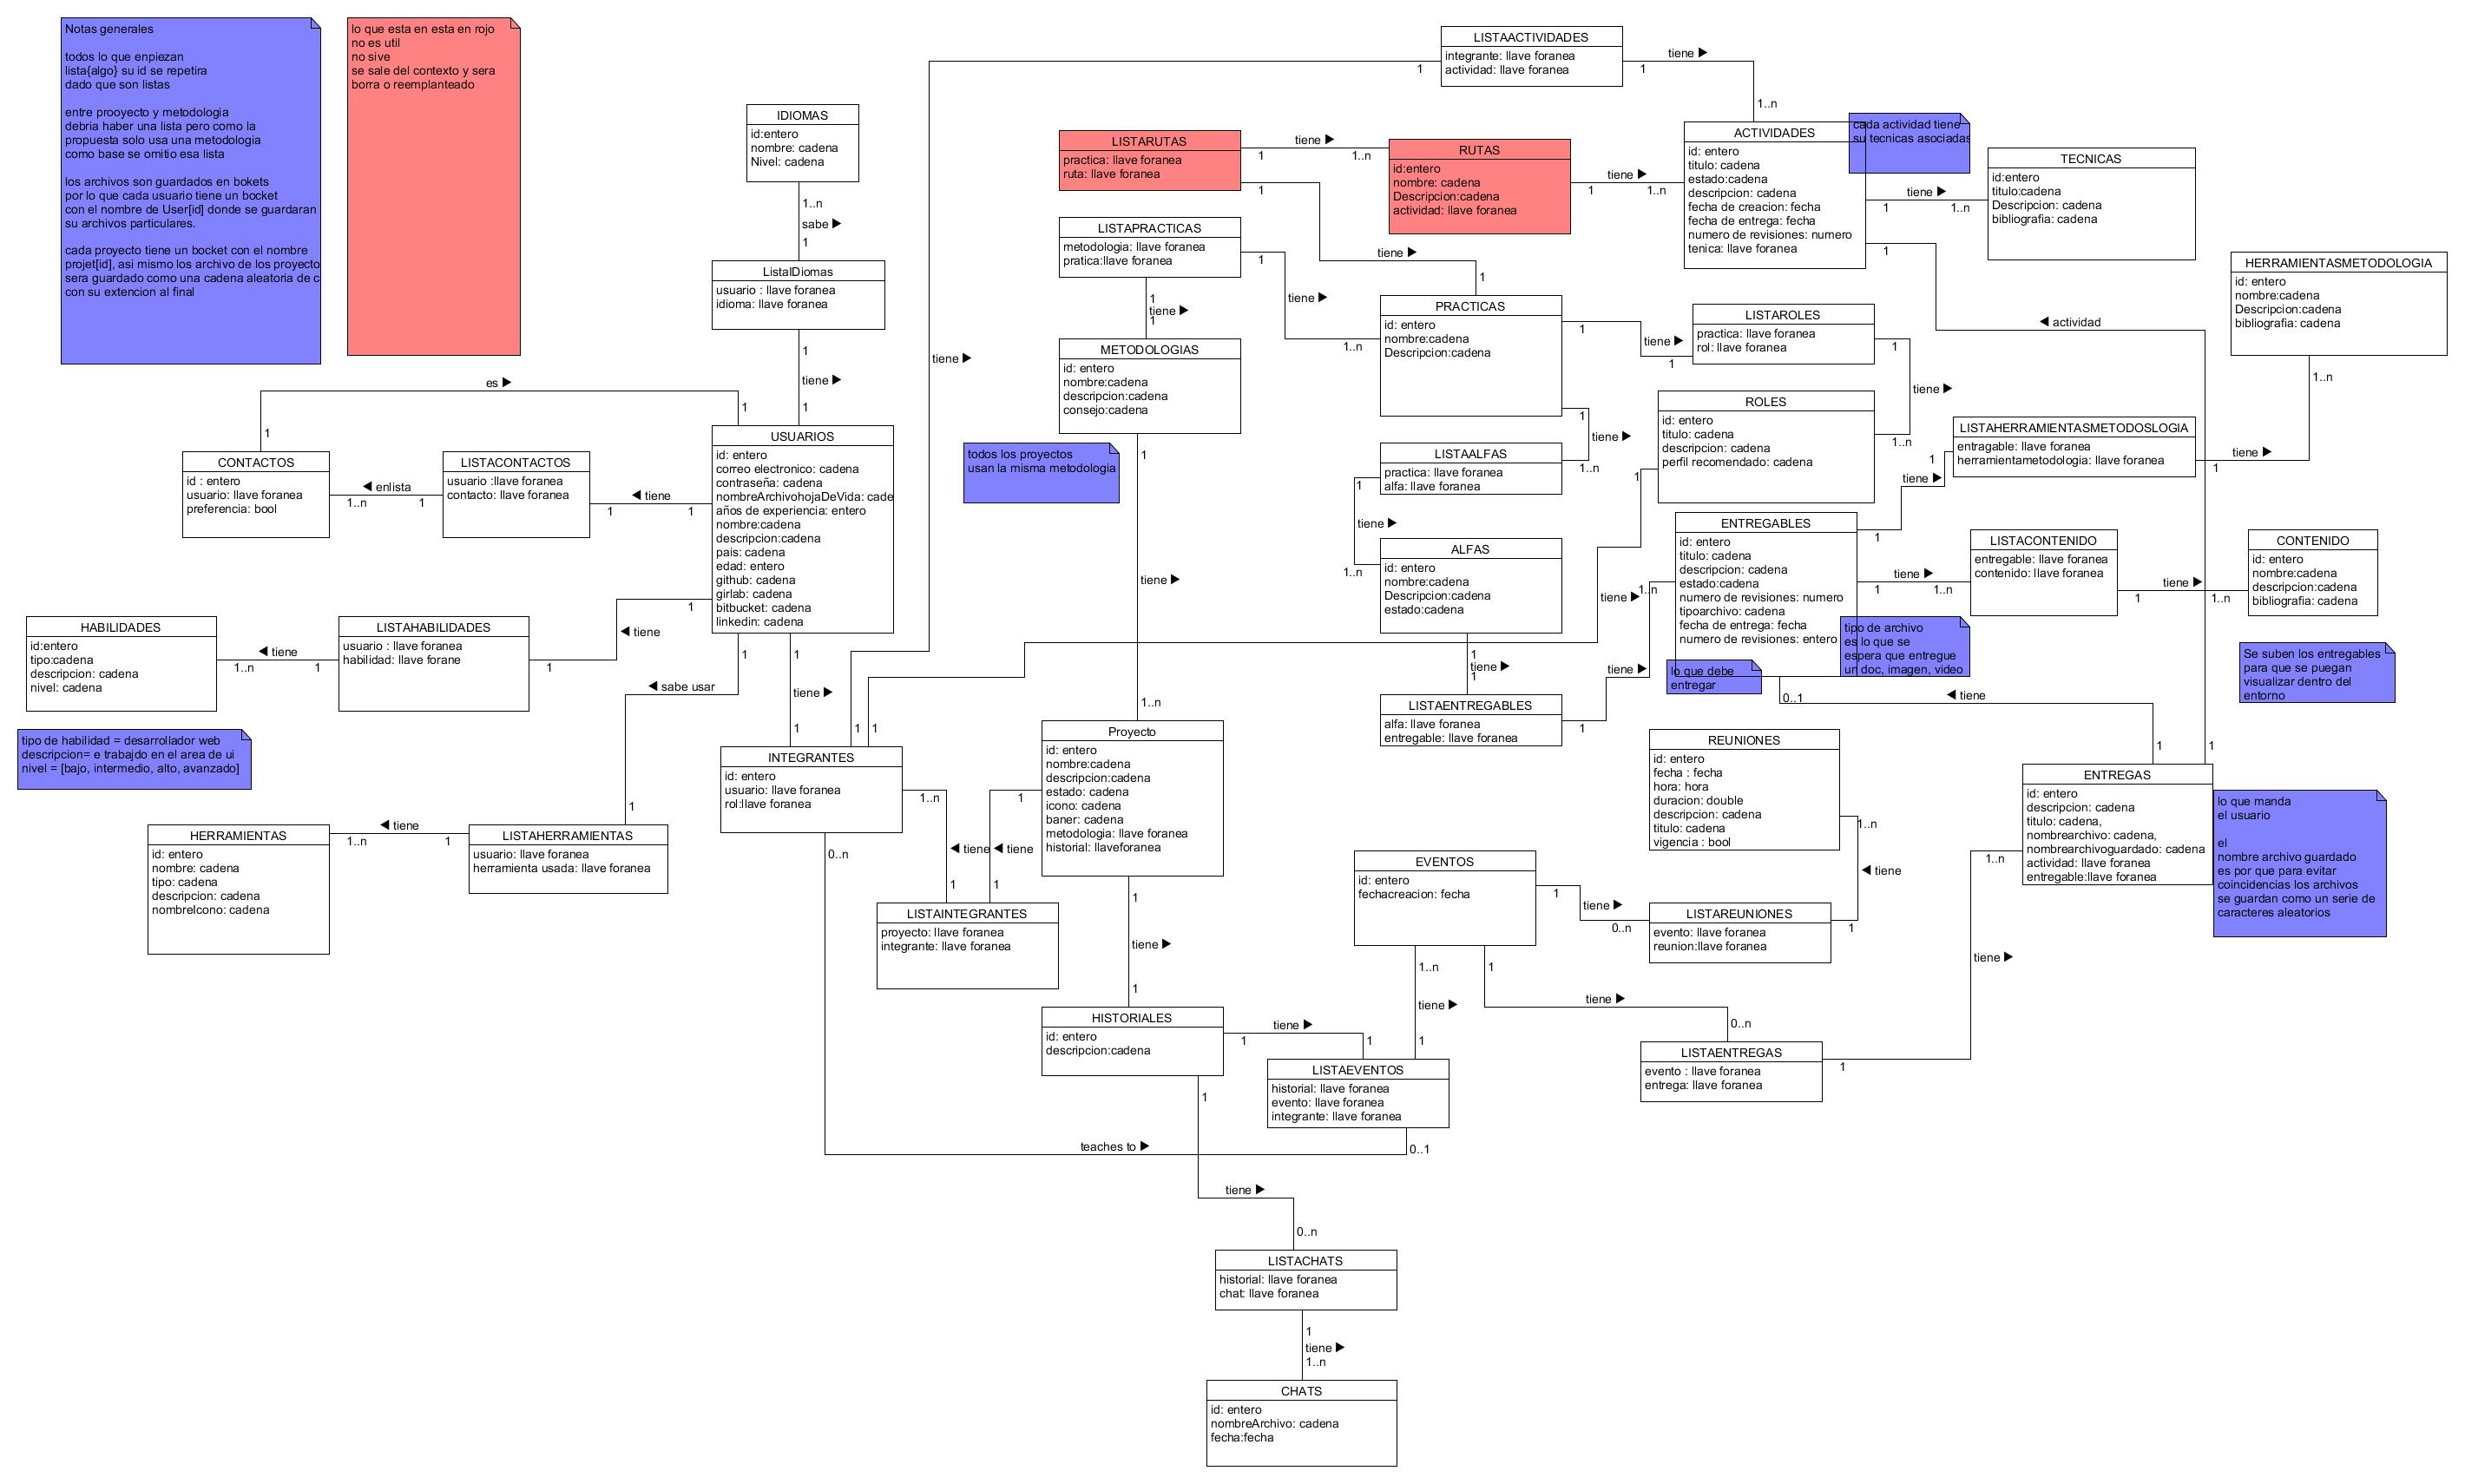 Notas generales
todos lo que enpiezan
lista{algo} su id se repetira
dado que son listas
entre prooyecto y metodologia
debria haber una lista pero como la
propuesta solo usa una metodologia
como base se omitio esa lista
los archivos son guardados en bokets
por lo que cada usuario tiene un bocket
con el nombre de User[id] donde se guardaran
su archivos particulares.
cada proyecto tiene un bocket con el nombre
projet[id], asi mismo los archivo de los proyecto
sera guardado como una cadena aleatoria de c
con su extencion al final
lo que esta en esta en rojo
no es util
no sive
se sale del contexto y sera
borra o reemplanteado
LISTAACTIVIDADES
integrante: llave foranea
actividad: llave foranea
1
1
tiene
1..n
IDIOMAS
id:entero
nombre: cadena
Nivel: cadena
1..n
sabe
1
ListaIDiomas
usuario : llave foranea
idioma: llave foranea
1
tiene
1
LISTARUTAS
practica: llave foranea
ruta: llave foranea
1
tiene
1..n
1
tiene
1
RUTAS
id:entero
nombre: cadena
Descripcion:cadena
actividad: llave foranea
1
tiene
1..n
ACTIVIDADES
id: entero
titulo: cadena
estado:cadena
descripcion: cadena
fecha de creacion: fecha
fecha de entrega: fecha
numero de revisiones: numero
tenica: llave foranea
cada actividad tiene
su tecnicas asociadas
1
tiene
1..n
1
TECNICAS
id:entero
titulo:cadena
Descripcion: cadena
bibliografia: cadena
LISTAPRACTICAS
metodologia: llave foranea
pratica:llave foranea
1
tiene
1..n
1
tiene
1
PRACTICAS
id: entero
nombre:cadena
Descripcion:cadena
1
tiene
1
LISTAROLES
practica: llave foranea
rol: llave foranea
1
tiene
1..n
actividad
HERRAMIENTASMETODOLOGIA
id: entero
nombre:cadena
Descripcion:cadena
bibliografia: cadena
1..n
METODOLOGIAS
id: entero
nombre:cadena
descripcion:cadena
consejo:cadena
todos los proyectos
usan la misma metodologia
1
tiene
1..n
tiene
es
1
1
CONTACTOS
id : entero
usuario: llave foranea
preferencia: bool
enlista
1..n
1
LISTACONTACTOS
usuario :llave foranea
contacto: llave foranea
tiene
1
1
USUARIOS
id: entero
correo electronico: cadena
contraseña: cadena
nombreArchivohojaDeVida: cade
años de experiencia: entero
nombre:cadena
descripcion:cadena
pais: cadena
edad: entero
github: cadena
girlab: cadena
bitbucket: cadena
linkedin: cadena
ROLES
id: entero
titulo: cadena
descripcion: cadena
perfil recomendado: cadena
1
tiene
1
tiene
1..n
LISTAALFAS
practica: llave foranea
alfa: llave foranea
1
tiene
1..n
ALFAS
id: entero
nombre:cadena
Descripcion:cadena
estado:cadena
1
tiene
1
LISTAENTREGABLES
alfa: llave foranea
entregable: llave foranea
1
tiene
1..n
LISTAHERRAMIENTASMETODOSLOGIA
entragable: llave foranea
herramientametodologia: llave foranea
1
tiene
1
tiene
1
ENTREGABLES
id: entero
titulo: cadena
descripcion: cadena
estado:cadena
numero de revisiones: numero
tipoarchivo: cadena
fecha de entrega: fecha
numero de revisiones: entero
lo que debe
entregar
tipo de archivo
es lo que se
espera que entregue
un doc, imagen, video
1
tiene
1..n
LISTACONTENIDO
entregable: llave foranea
contenido: llave foranea
1
tiene
1..n
CONTENIDO
id: entero
nombre:cadena
descripcion:cadena
bibliografia: cadena
Se suben los entregables
para que se puegan
visualizar dentro del
entorno
0..1
tiene
1
1
HABILIDADES
id:entero
tipo:cadena
descripcion: cadena
nivel: cadena
tiene
1..n
1
LISTAHABILIDADES
usuario : llave foranea
habilidad: llave forane
1
tiene
1
tipo de habilidad = desarrollador web
descripcion= e trabajdo en el area de ui
nivel = [bajo, intermedio, alto, avanzado]
1
sabe usar
1
1
tiene
1
1
1
HERRAMIENTAS
id: entero
nombre: cadena
tipo: cadena
descripcion: cadena
nombreIcono: cadena
tiene
1..n
1
LISTAHERRAMIENTAS
usuario: llave foranea
herramienta usada: llave foranea
INTEGRANTES
id: entero
usuario: llave foranea
rol:llave foranea
1..n
tiene
1
0..n
Proyecto
id: entero
nombre:cadena
descripcion:cadena
estado: cadena
icono: cadena
baner: cadena
metodologia: llave foranea
historial: llaveforanea
1
tiene
1
LISTAINTEGRANTES
proyecto: llave foranea
integrante: llave foranea
1
tiene
1
REUNIONES
id: entero
fecha : fecha
hora: hora
duracion: double
descripcion: cadena
titulo: cadena
vigencia : bool
1..n
tiene
1
ENTREGAS
id: entero
descripcion: cadena
titulo: cadena,
nombrearchivo: cadena,
nombrearchivoguardado: cadena
actividad: llave foranea
entregable:llave foranea
lo que manda
el usuario
el
nombre archivo guardado
es por que para evitar
coincidencias los archivos
se guardan como un serie de
caracteres aleatorios
EVENTOS
id: entero
fechacreacion: fecha
1
tiene
0..n
LISTAREUNIONES
evento: llave foranea
reunion:llave foranea
1..n
tiene
1
1
tiene
0..n
LISTAENTREGAS
evento : llave foranea
entrega: llave foranea
1
tiene
1..n
HISTORIALES
id: entero
descripcion:cadena
1
tiene
1
LISTAEVENTOS
historial: llave foranea
evento: llave foranea
integrante: llave foranea
teaches to
0..1
1
tiene
0..n
LISTACHATS
historial: llave foranea
chat: llave foranea
1
tiene
1..n
CHATS
id: entero
nombreArchivo: cadena
fecha:fecha